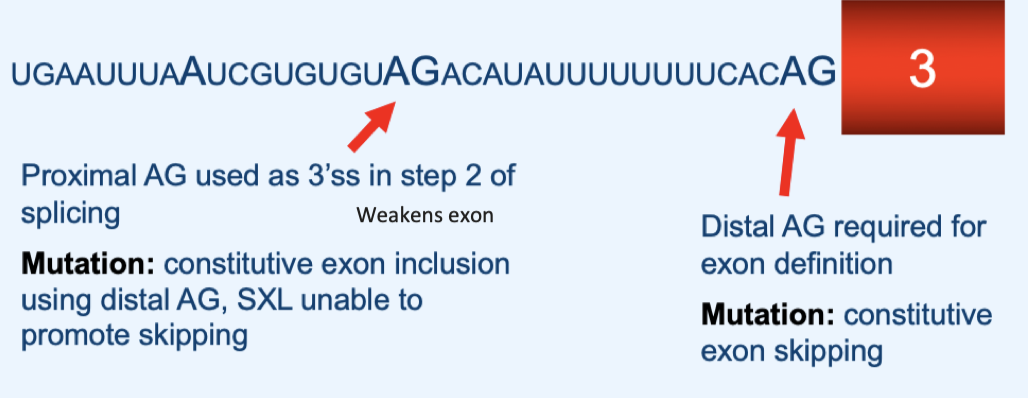 UGAAUUUAAUCGUGUGUAGACAUAUUUUUUUUCACAG 3
Proximal AG used as 3'ss in step 2 of
splicing
Weakens exon
Mutation: constitutive exon inclusion
using distal AG, SXL unable to
promote skipping
Distal AG required for
exon definition
Mutation: constitutive
exon skipping